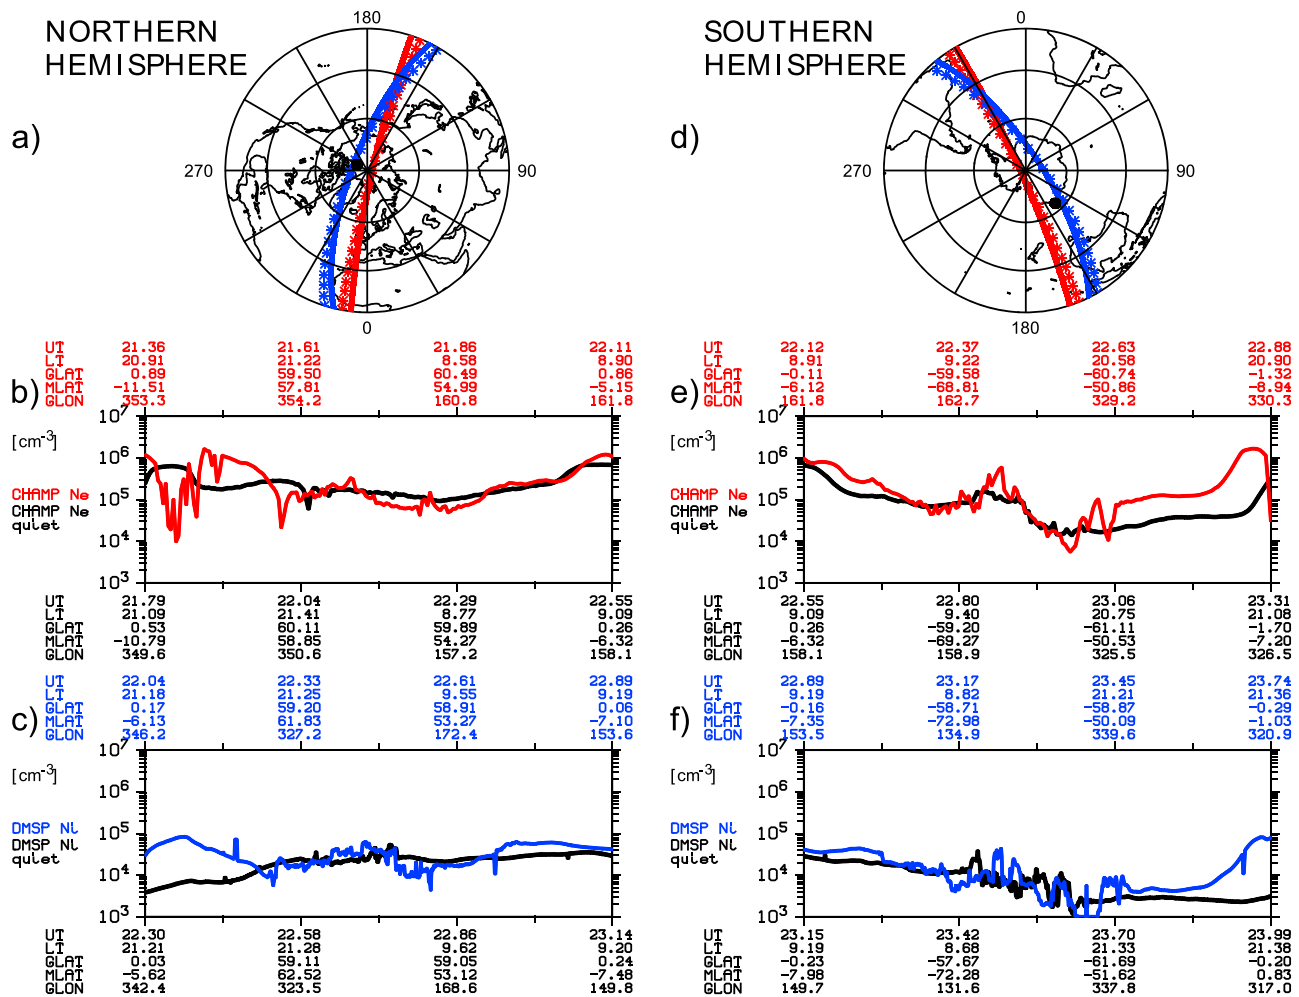 NORTHERN
HEMISPHERE
180
a)
270
90
0
SOUTHERN
HEMISPHERE
0
d)
270
90
180
UT 21.36 21.61 21.86 22.11
LT 20.91 21.22 8.58 8.90
GLAT 0.89 59.50 60.49 0.86
MLAT -11.51 57.81 54.99 -5.15
GLON 353.3 354.2 160.8 161.8
b)
10⁷
[cm⁻³]
10⁶
CHAMP Ne
10⁵
CHAMP Ne
quiet
10⁴
10³
UT 21.79 22.04 22.29 22.55
LT 21.09 21.41 8.77 9.09
GLAT 0.53 60.11 59.89 0.26
MLAT -10.79 58.85 54.27 -6.32
GLON 349.6 350.6 157.2 158.1
UT 22.04 22.33 22.61 22.89
LT 21.18 21.25 9.55 9.19
GLAT 0.17 59.20 58.91 0.06
MLAT -6.13 61.83 53.27 -7.10
GLON 346.2 327.2 172.4 153.6
c)
10⁷
[cm⁻³]
10⁶
DMSP Ni
10⁵
DMSP Ni
quiet
10⁴
10³
UT 22.30 22.58 22.86 23.14
LT 21.21 21.28 9.62 9.20
GLAT 0.03 59.11 59.05 0.24
MLAT -5.62 62.52 53.12 -7.48
GLON 342.4 323.5 168.6 149.8
UT 22.12 22.37 22.63 22.88
LT 8.91 9.22 20.58 20.90
GLAT -0.11 -59.58 -60.74 -1.32
MLAT -6.12 -68.81 -50.86 -8.94
GLON 161.8 162.7 329.2 330.3
e)
10⁷
[cm⁻³]
10⁶
CHAMP Ne
10⁵
CHAMP Ne
quiet
10⁴
10³
UT 22.55 22.80 23.06 23.31
LT 9.09 9.40 20.75 21.08
GLAT 0.26 -59.20 -61.11 -1.70
MLAT -6.32 -69.27 -50.53 -7.20
GLON 158.1 158.9 325.5 326.5
UT 22.89 23.17 23.45 23.74
LT 9.19 8.82 21.21 21.36
GLAT -0.16 -58.71 -58.87 -0.29
MLAT -7.35 -72.98 -50.09 -1.03
GLON 153.5 134.9 339.6 320.9
f)
10⁷
[cm⁻³]
10⁶
DMSP Ni
10⁵
DMSP Ni
quiet
10⁴
10³
UT 23.15 23.42 23.70 23.99
LT 9.19 8.68 21.33 21.38
GLAT -0.23 -57.67 -61.69 -0.20
MLAT -7.98 -72.28 -51.62 0.83
GLON 149.7 131.6 337.8 317.0